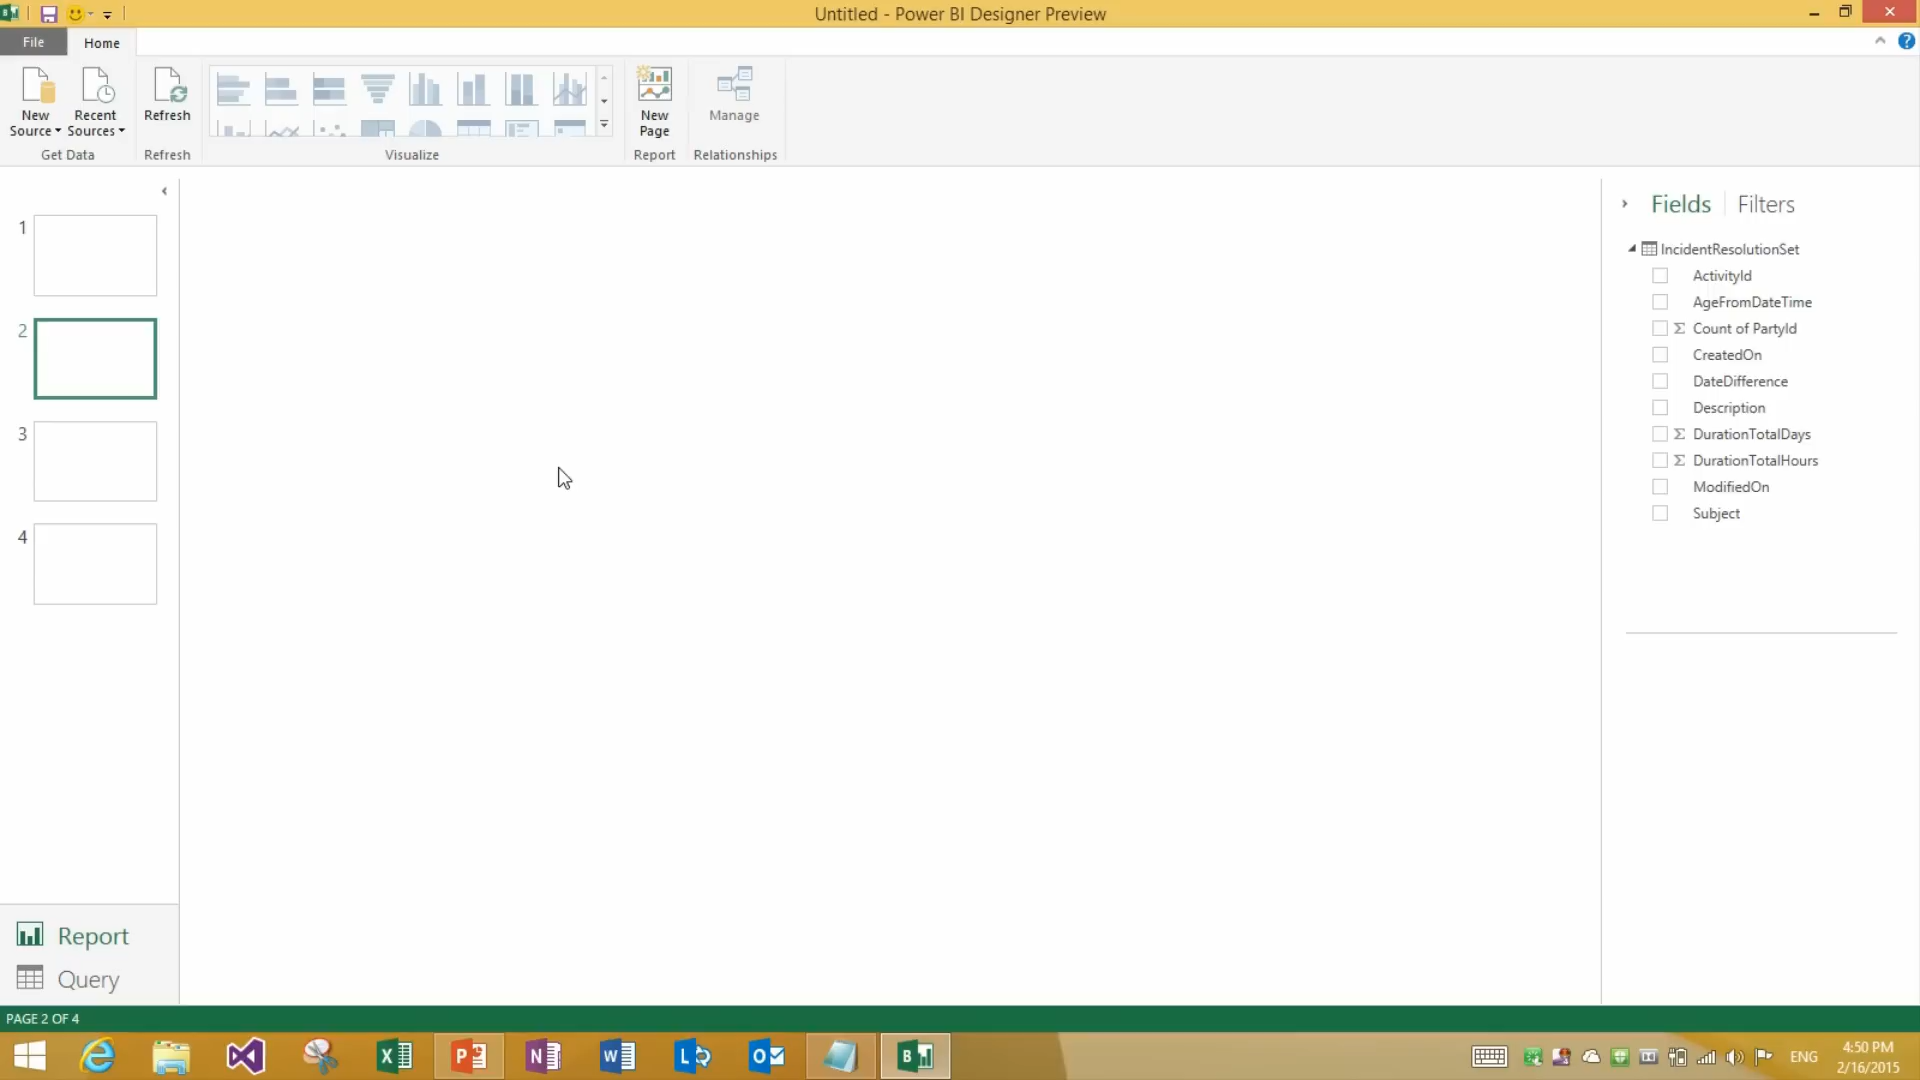 Untitled - Power BI Designer Preview
File
Home
New Source
Recent Sources
Get Data
Refresh
Refresh
Visualize
New Page
Report
Manage
Relationships
1
2
3
4
Fields
Filters
IncidentResolutionSet
ActivityId
AgeFromDateTime
Σ Count of PartyId
CreatedOn
DateDifference
Description
Σ DurationTotalDays
Σ DurationTotalHours
ModifiedOn
Subject
Report
Query
PAGE 2 OF 4
ENG
4:50 PM
2/16/2015